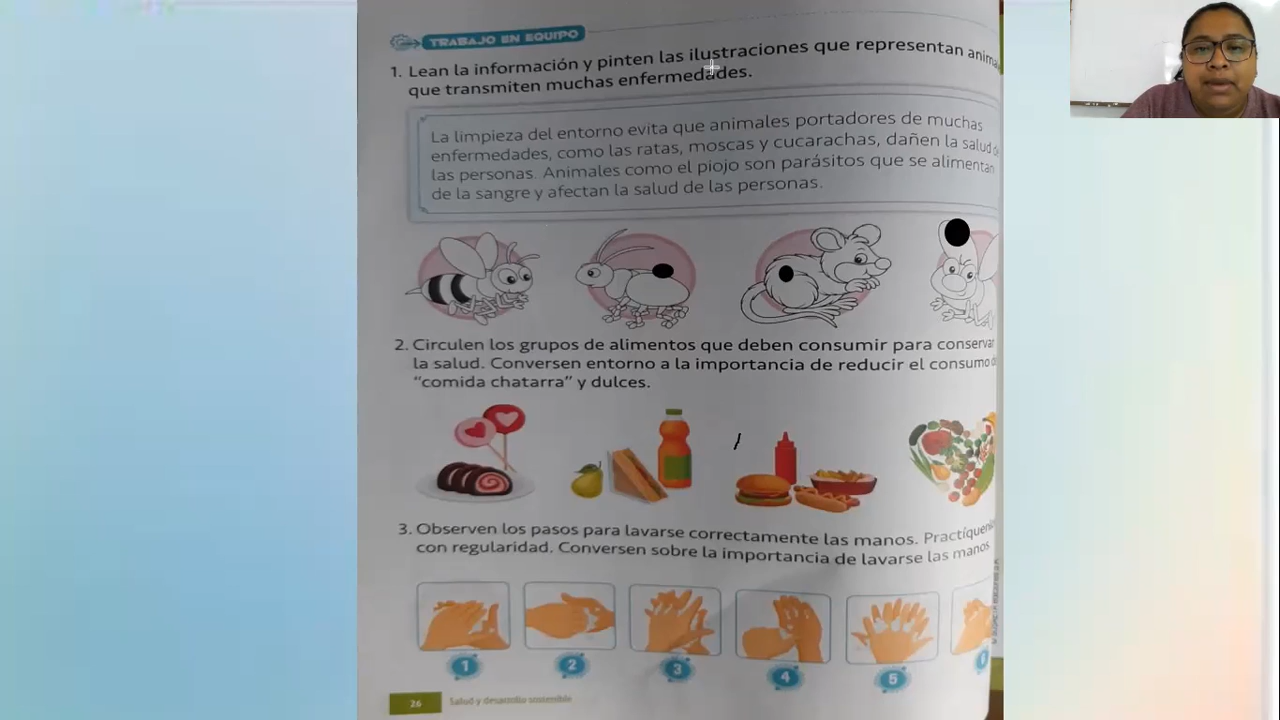 TRABAJO EN EQUIPO
1. Lean la información y pinten las ilustraciones que representan anima
que transmiten muchas enfermedades.
La limpieza del entorno evita que animales portadores de muchas
enfermedades, como las ratas, moscas y cucarachas, dañen la salud de
las personas. Animales como el piojo son parásitos que se alimentan
de la sangre y afectan la salud de las personas.
2. Circulen los grupos de alimentos que deben consumir para conservar
la salud. Conversen entorno a la importancia de reducir el consumo d
“comida chatarra” y dulces.
3. Observen los pasos para lavarse correctamente las manos. Practíquen
con regularidad. Conversen sobre la importancia de lavarse las manos
1
2
3
4
5
26
Salud y desarrollo sostenible